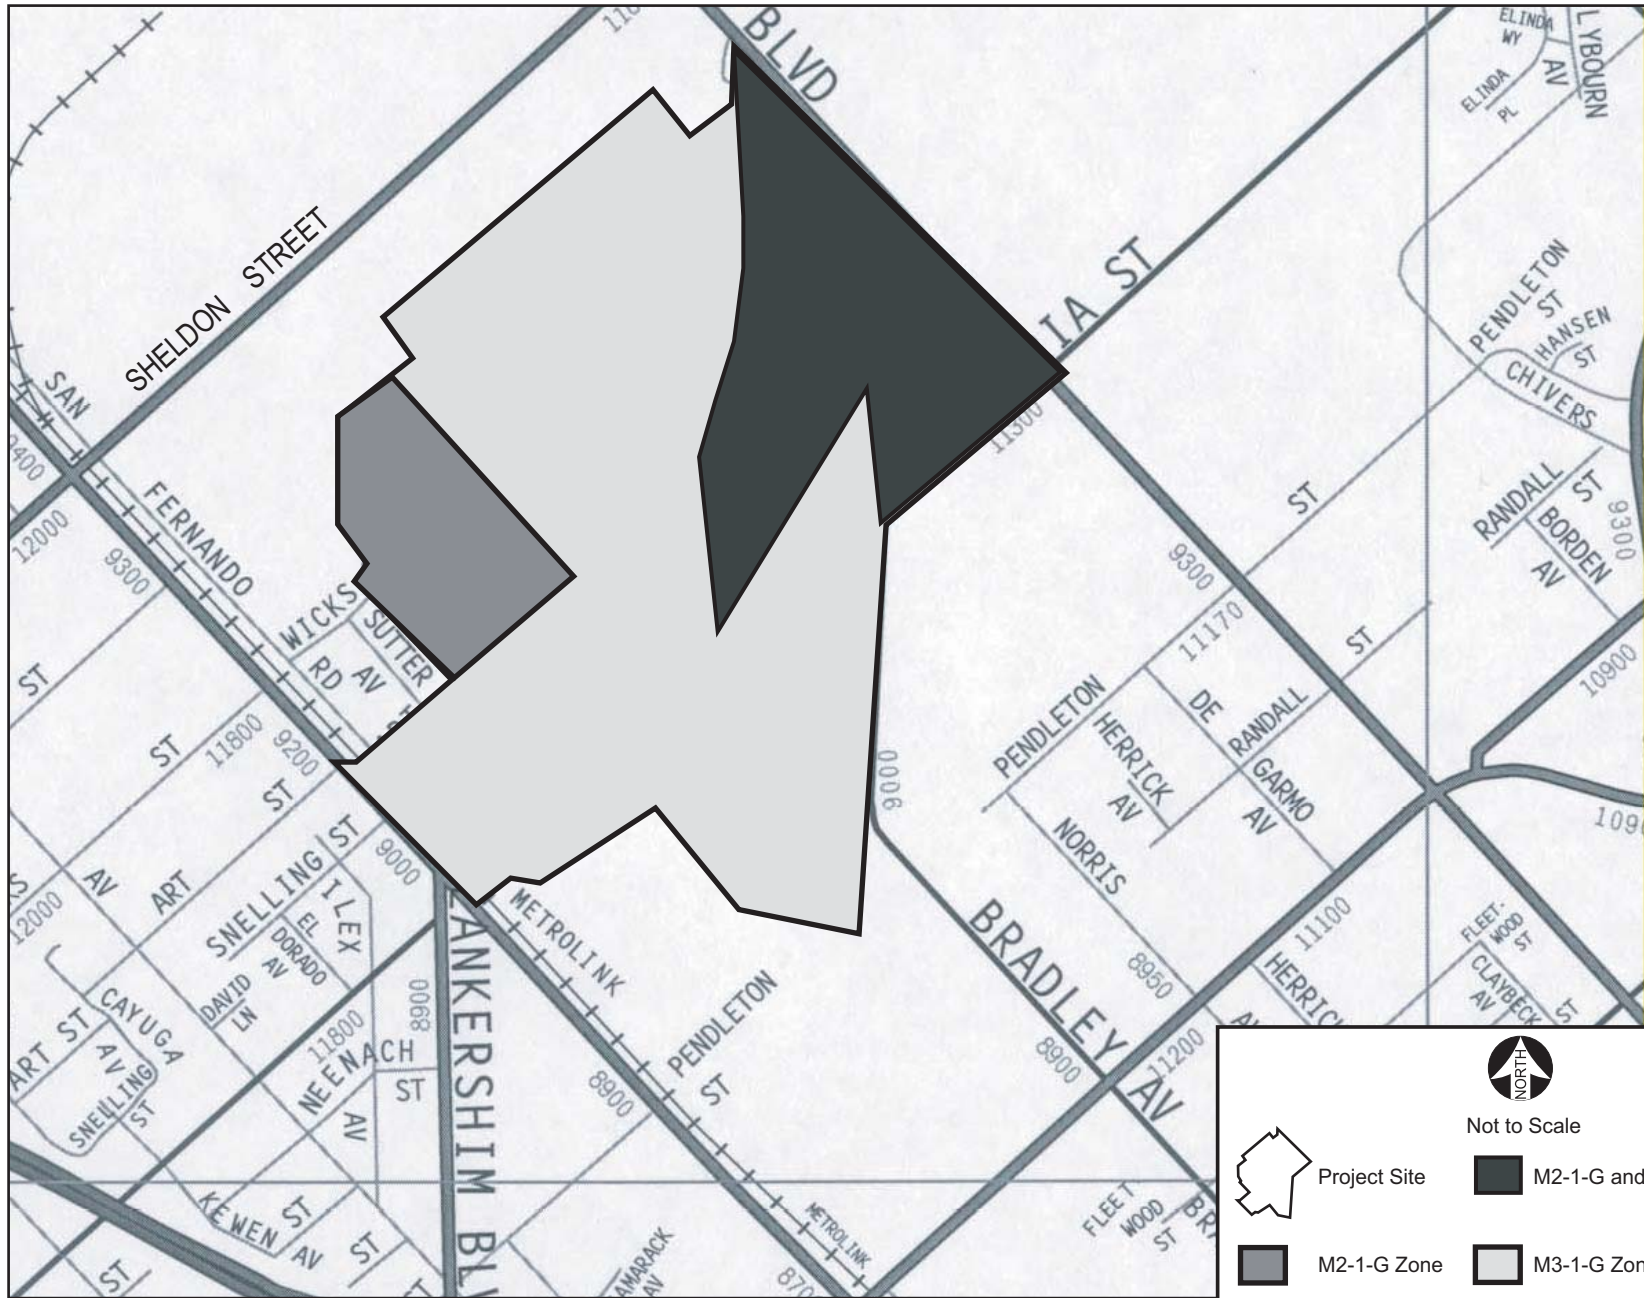 ELINDA
WY
LYBOURN
AV
ELINDA
PL
BLVD
SHELDON STREET
IA ST
PENDLETON
ST
HANSEN
ST
CHIVERS
SAN
11300
9400
12000
FERNANDO
9300
ST
RANDALL
ST
BORDEN
AV
9300
9300
WICKS
RD
SUTTER
AV
ST
11170
ST
10900
ST
11800
9200
ST
ST
9000
PENDLETON
HERRICK
AV
DE
GARMO
AV
RANDALL
NORRIS
AV
ART
SNELLING
ST
ILEX
9000
12000
EL
DORADO
AV
DAVID
LN
LANKERSHIM
METROLINK
BRADLEY
AV
8950
11100
HERRICK
FLEET-
WOOD
ST
CLAYBECK
AV
ST
ART ST
CAYUGA
AV
SNELLING
ST
11800
NEENACH
ST
AV
8900
8900
PENDLETON
ST
8900
11200
KEWEN AV
ST
ST
ST
METROLINK
FLEET
WOOD
ST
AMARACK
AV
NORTH
Not to Scale
Project Site
M2-1-G and
M2-1-G Zone
M3-1-G Zon